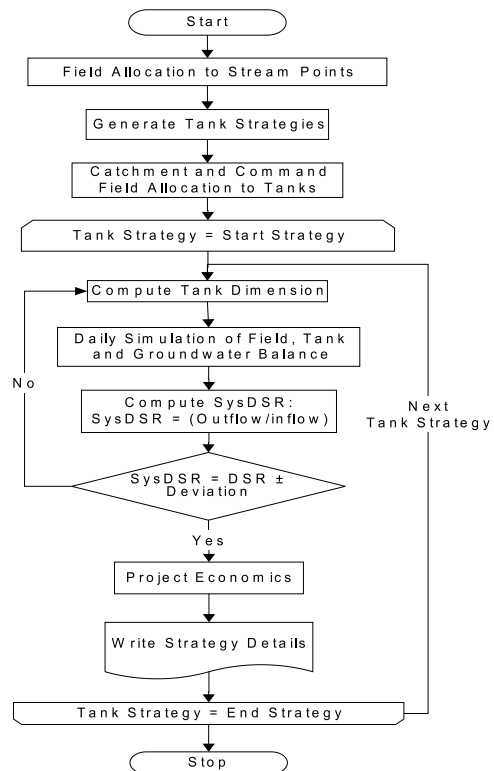 Start
Field Allocation to Stream Points
Generate Tank Strategies
Catchment and Command
Field Allocation to Tanks
Tank Strategy = Start Strategy
Compute Tank Dimension
Daily Simulation of Field, Tank
and Groundwater Balance
No
Next
Tank Strategy
Compute SysDSR:
SysDSR = (Outflow/inflow)
SysDSR = DSR ±
Deviation
Yes
Project Economics
Write Strategy Details
Tank Strategy = End Strategy
Stop